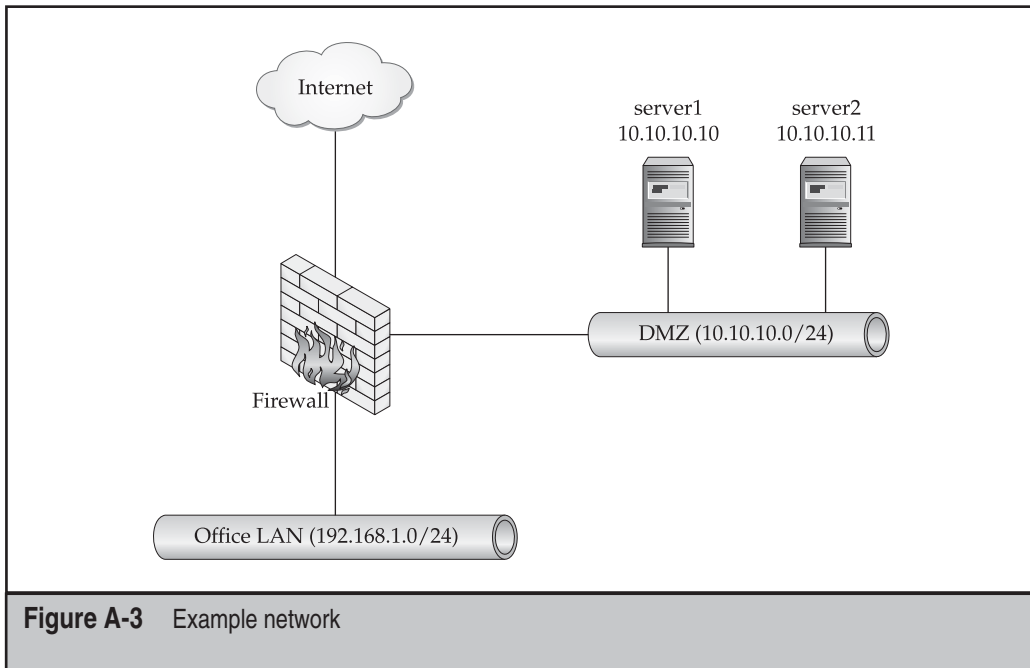 Internet
server1
10.10.10.10
server2
10.10.10.11
DMZ (10.10.10.0/24)
Firewall
Office LAN (192.168.1.0/24)
Figure A-3 Example network